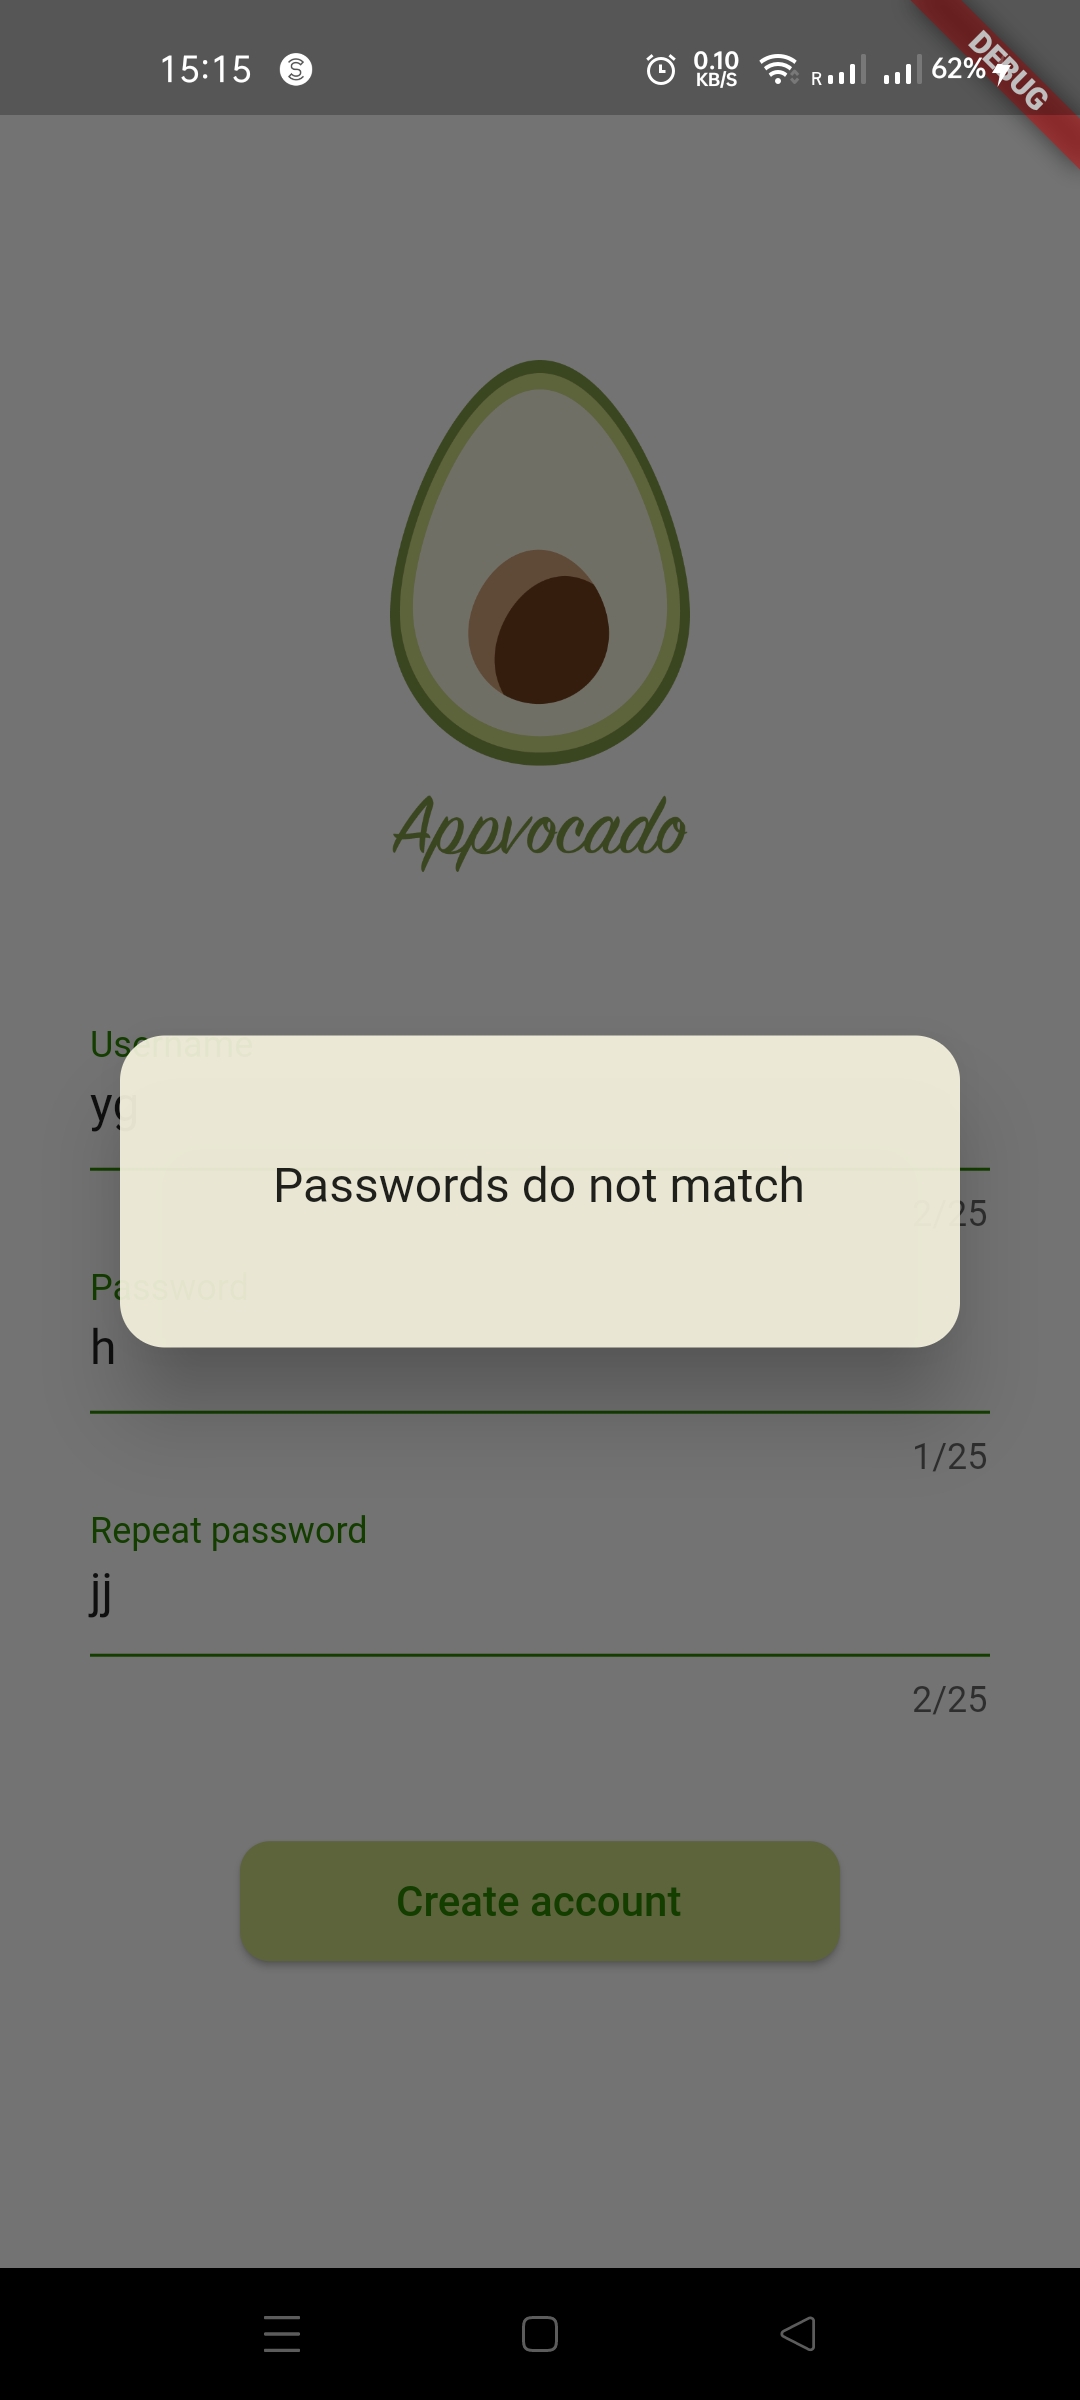 15:15
0.10
KB/S
R
62%
DEBUG
Appvocado
Username
yg
Passwords do not match
2/25
Password
h
1/25
Repeat password
jj
2/25
Create account